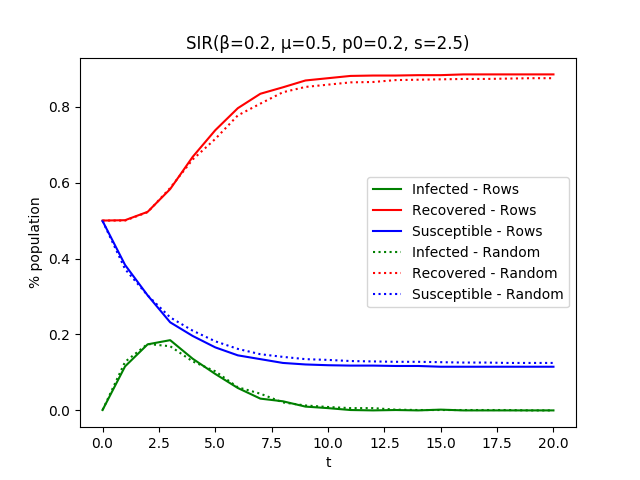 SIR(β=0.2, μ=0.5, p0=0.2, s=2.5)
% population
0.8
0.6
0.4
0.2
0.0
Infected - Rows
Recovered - Rows
Susceptible - Rows
Infected - Random
Recovered - Random
Susceptible - Random
0.0 2.5 5.0 7.5 10.0 12.5 15.0 17.5 20.0
t